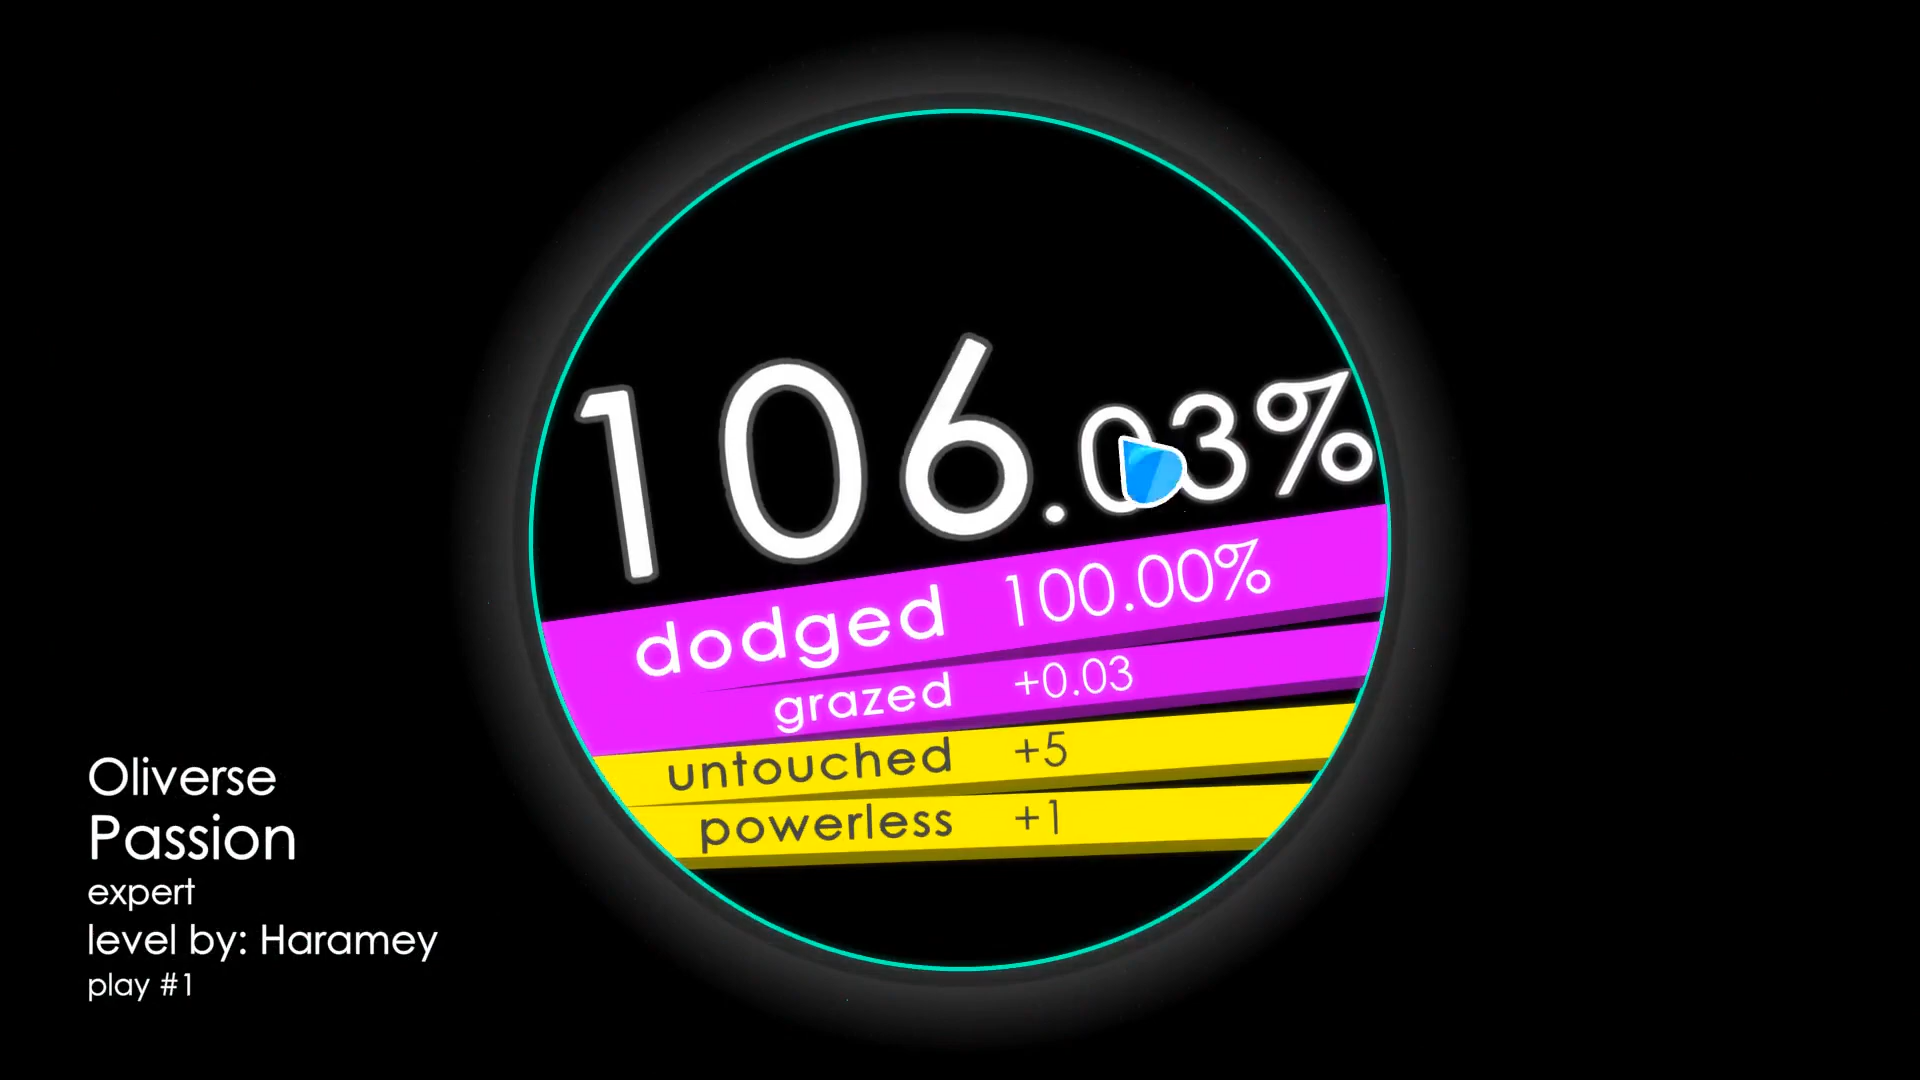 106.03%
dodged 100.00%
grazed +0.03
untouched +5
powerless +1
Oliverse
Passion
expert
level by: Haramey
play #1